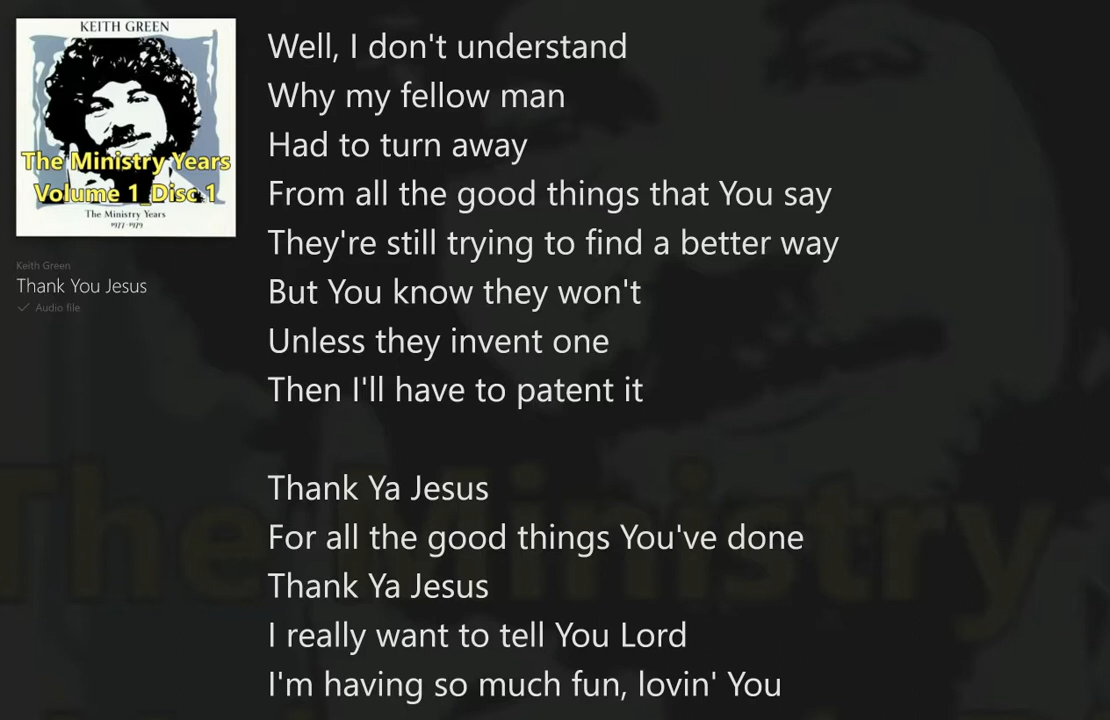 KEITH GREEN
The Ministry Years
Volume 1_Disc 1
The Ministry Years
1977-1979
Keith Green
Thank You Jesus
Audio file
Well, I don't understand
Why my fellow man
Had to turn away
From all the good things that You say
They're still trying to find a better way
But You know they won't
Unless they invent one
Then I'll have to patent it
Thank Ya Jesus
For all the good things You've done
Thank Ya Jesus
I really want to tell You Lord
I'm having so much fun, lovin' You
The Ministry